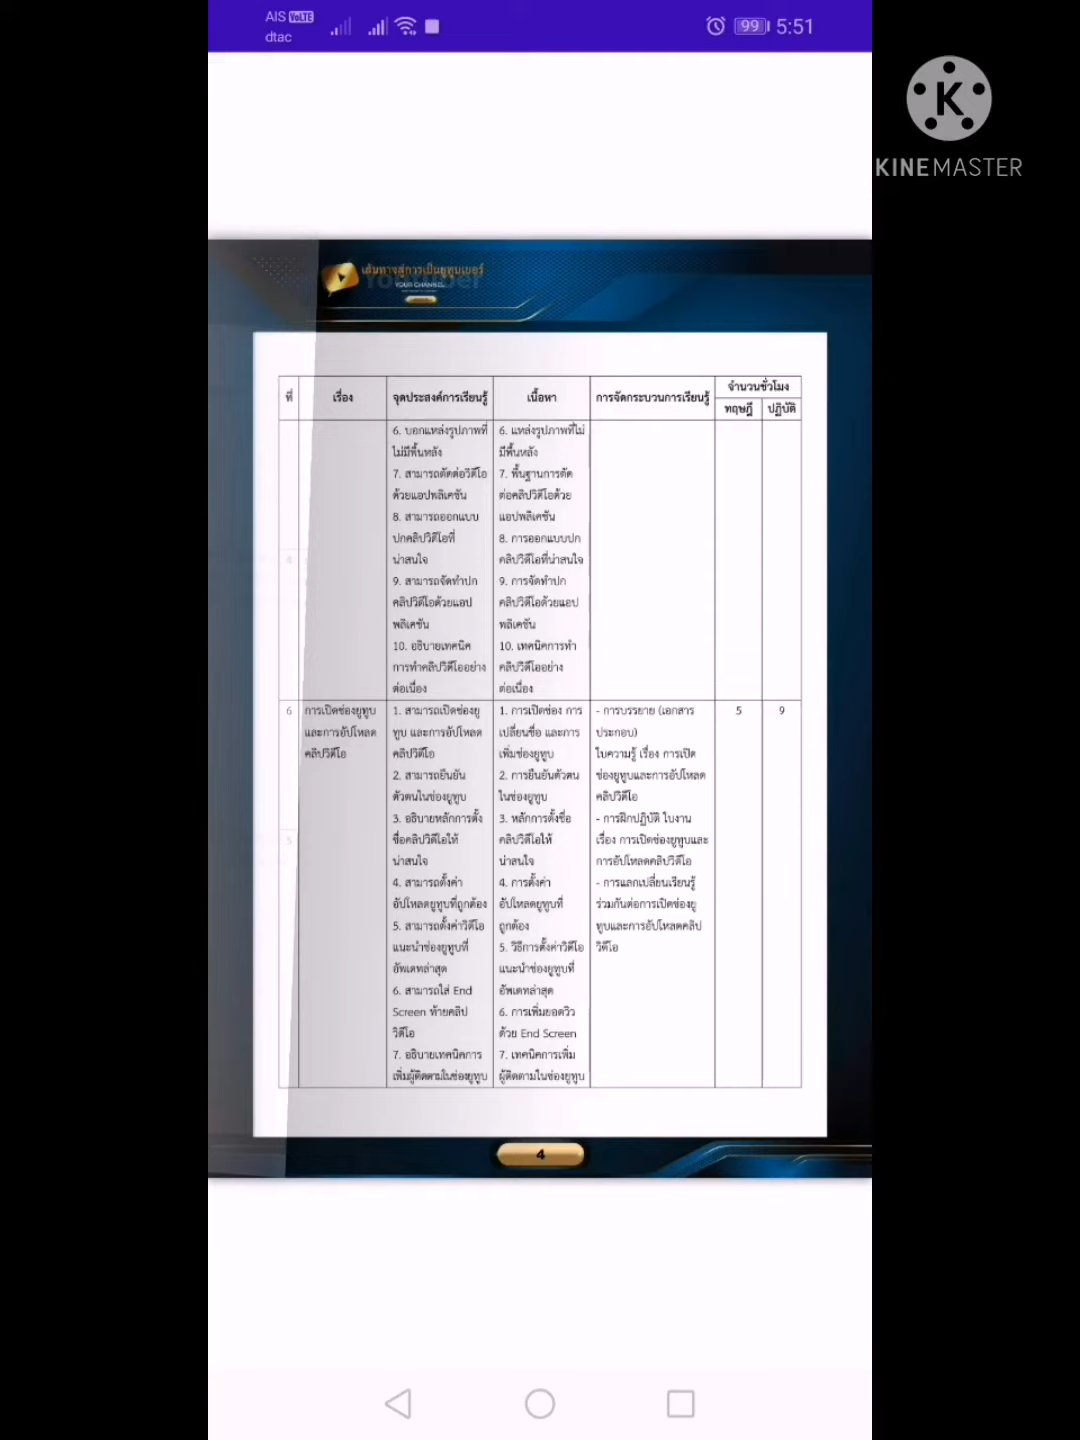 AIS VoLTE
dtac
99
5:51
K
KINEMASTER
เส้นทางสู่การเป็นยูทูบเบอร์
YOUR CHANNEL
ที่
เรื่อง
จุดประสงค์การเรียนรู้
เนื้อหา
การจัดกระบวนการเรียนรู้
จำนวนชั่วโมง
ทฤษฎี
ปฏิบัติ
6. บอกแหล่งรูปภาพที่
ไม่มีพื้นหลัง
7. สามารถตัดต่อวิดีโอ
ด้วยแอปพลิเคชัน
8. สามารถออกแบบ
ปกคลิปวิดีโอที่
น่าสนใจ
9. สามารถจัดทำปก
คลิปวิดีโอด้วยแอป
พลิเคชัน
10. อธิบายเทคนิค
การทำคลิปวิดีโออย่าง
ต่อเนื่อง
6. แหล่งรูปภาพที่ไม่
มีพื้นหลัง
7. พื้นฐานการตัด
ต่อคลิปวิดีโอด้วย
แอปพลิเคชัน
8. การออกแบบปก
คลิปวิดีโอที่น่าสนใจ
9. การจัดทำปก
คลิปวิดีโอด้วยแอป
พลิเคชัน
10. เทคนิคการทำ
คลิปวิดีโออย่าง
ต่อเนื่อง
6
การเปิดช่องยูทูบ
และการอัปโหลด
คลิปวิดีโอ
1. สามารถเปิดช่องยู
ทูบ และการอัปโหลด
คลิปวิดีโอ
2. สามารถยืนยัน
ตัวตนในช่องยูทูบ
3. อธิบายหลักการตั้ง
ชื่อคลิปวิดีโอให้
น่าสนใจ
4. สามารถตั้งค่า
อัปโหลดยูทูบที่ถูกต้อง
5. สามารถตั้งค่าวิดีโอ
แนะนำช่องยูทูบที่
อัพเดทล่าสุด
6. สามารถใส่ End
Screen ท้ายคลิป
วิดีโอ
7. อธิบายเทคนิคการ
เพิ่มผู้ติดตามในช่องยูทูบ
1. การเปิดช่อง การ
เปลี่ยนชื่อ และการ
เพิ่มช่องยูทูบ
2. การยืนยันตัวตน
ในช่องยูทูบ
3. หลักการตั้งชื่อ
คลิปวิดีโอให้
น่าสนใจ
4. การตั้งค่า
อัปโหลดยูทูบที่
ถูกต้อง
5. วิธีการตั้งค่าวิดีโอ
แนะนำช่องยูทูบที่
อัพเดทล่าสุด
6. การเพิ่มยอดวิว
ด้วย End Screen
7. เทคนิคการเพิ่ม
ผู้ติดตามในช่องยูทูบ
- การบรรยาย (เอกสาร
ประกอบ)
ใบความรู้ เรื่อง การเปิด
ช่องยูทูบและการอัปโหลด
คลิปวิดีโอ
- การฝึกปฏิบัติ ใบงาน
เรื่อง การเปิดช่องยูทูบและ
การอัปโหลดคลิปวิดีโอ
- การแลกเปลี่ยนเรียนรู้
ร่วมกันต่อการเปิดช่องยู
ทูบและการอัปโหลดคลิป
วิดีโอ
5
9
4